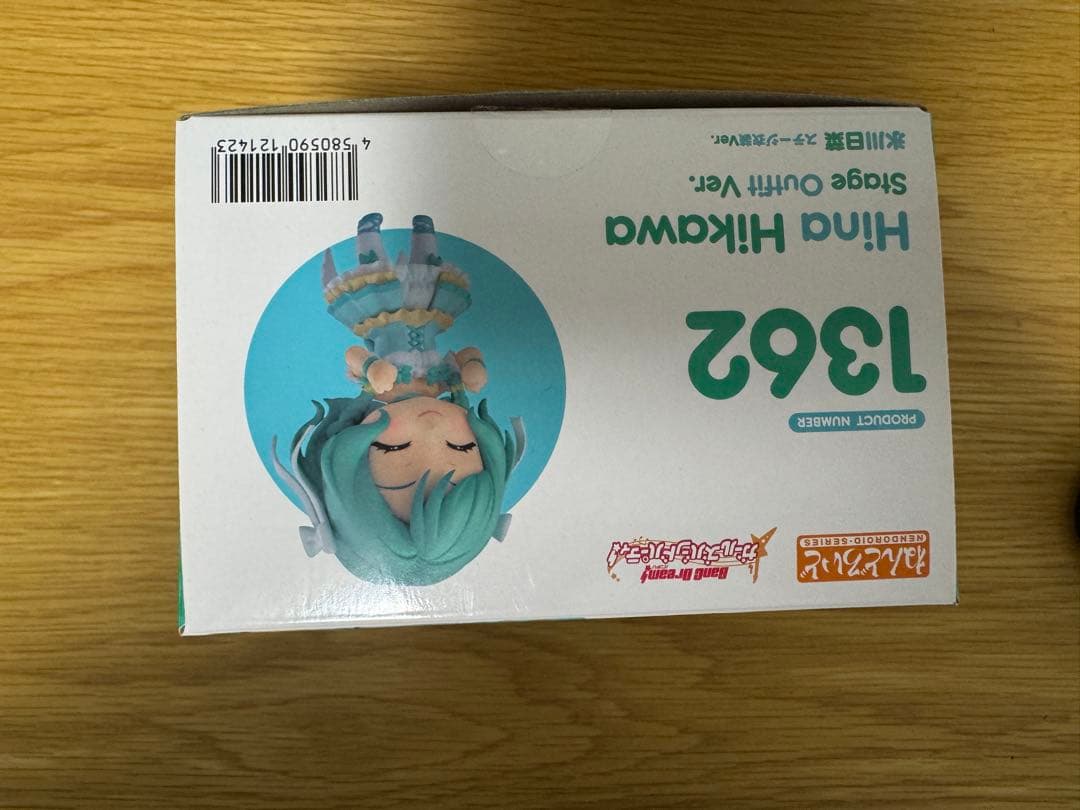 ねんどろいど
NENDOROID·SERIES
BanG Dream!
ガールズバンドパーティ!
PRODUCT NUMBER
1362
Hina Hikawa
Stage Outfit Ver.
氷川日菜 ステージ衣装Ver.
4 580590 121423